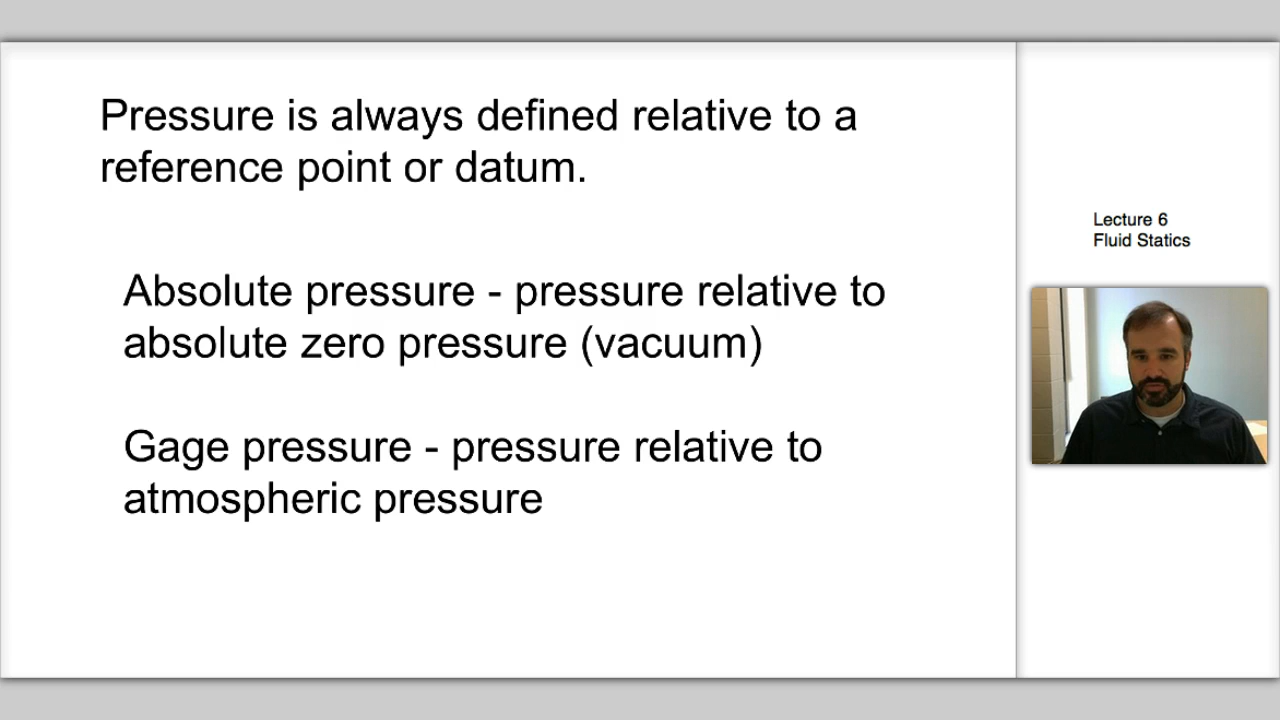 Pressure is always defined relative to a
reference point or datum.
Absolute pressure - pressure relative to
absolute zero pressure (vacuum)
Gage pressure - pressure relative to
atmospheric pressure
Lecture 6
Fluid Statics